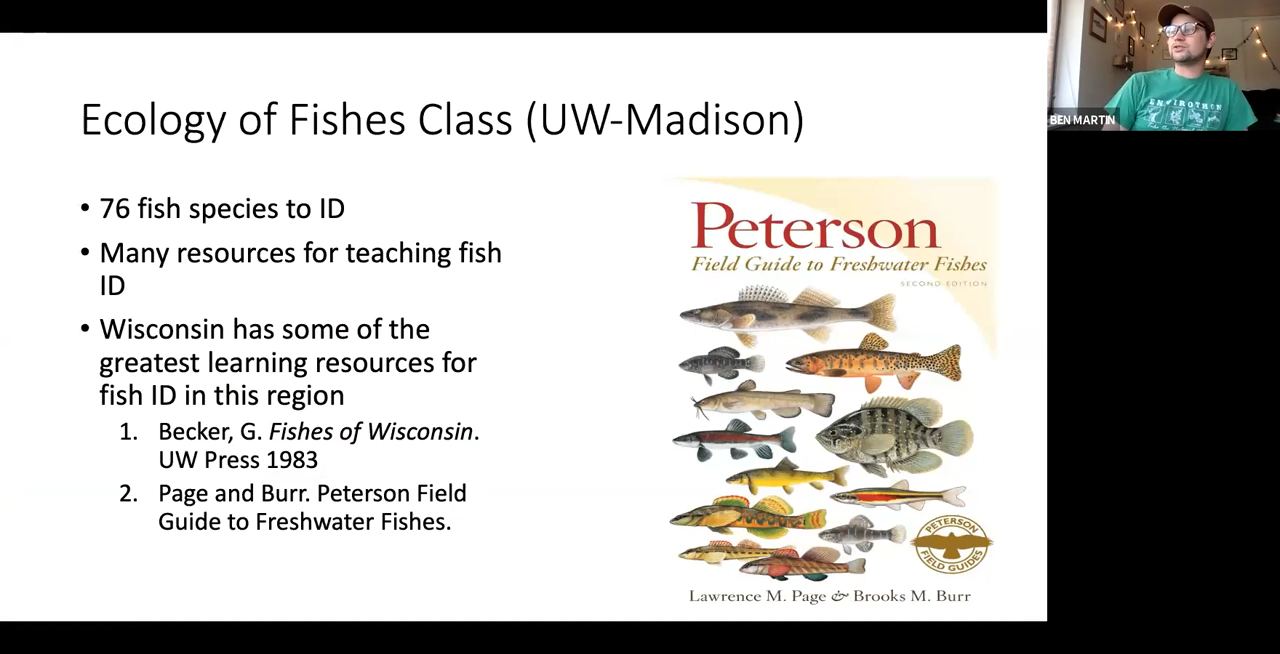 Ecology of Fishes Class (UW-Madison)
• 76 fish species to ID
• Many resources for teaching fish
ID
• Wisconsin has some of the
greatest learning resources for
fish ID in this region
1. Becker, G. Fishes of Wisconsin.
UW Press 1983
2. Page and Burr. Peterson Field
Guide to Freshwater Fishes.
Peterson
Field Guide to Freshwater Fishes
SECOND EDITION
PETERSON
FIELD GUIDES
Lawrence M. Page & Brooks M. Burr
ENVIROTHON
BEN MARTIN